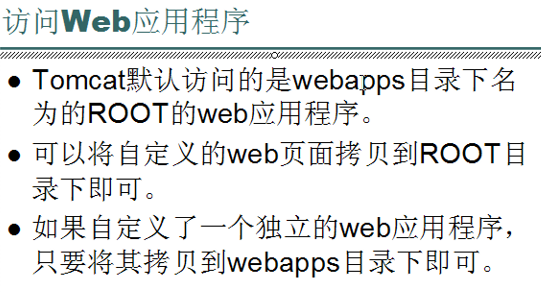 访问Web应用程序
● Tomcat默认访问的是webapps目录下名
为的ROOT的web应用程序。
● 可以将自定义的web页面拷贝到ROOT目
录下即可。
● 如果自定义了一个独立的web应用程序，
只要将其拷贝到webapps目录下即可。